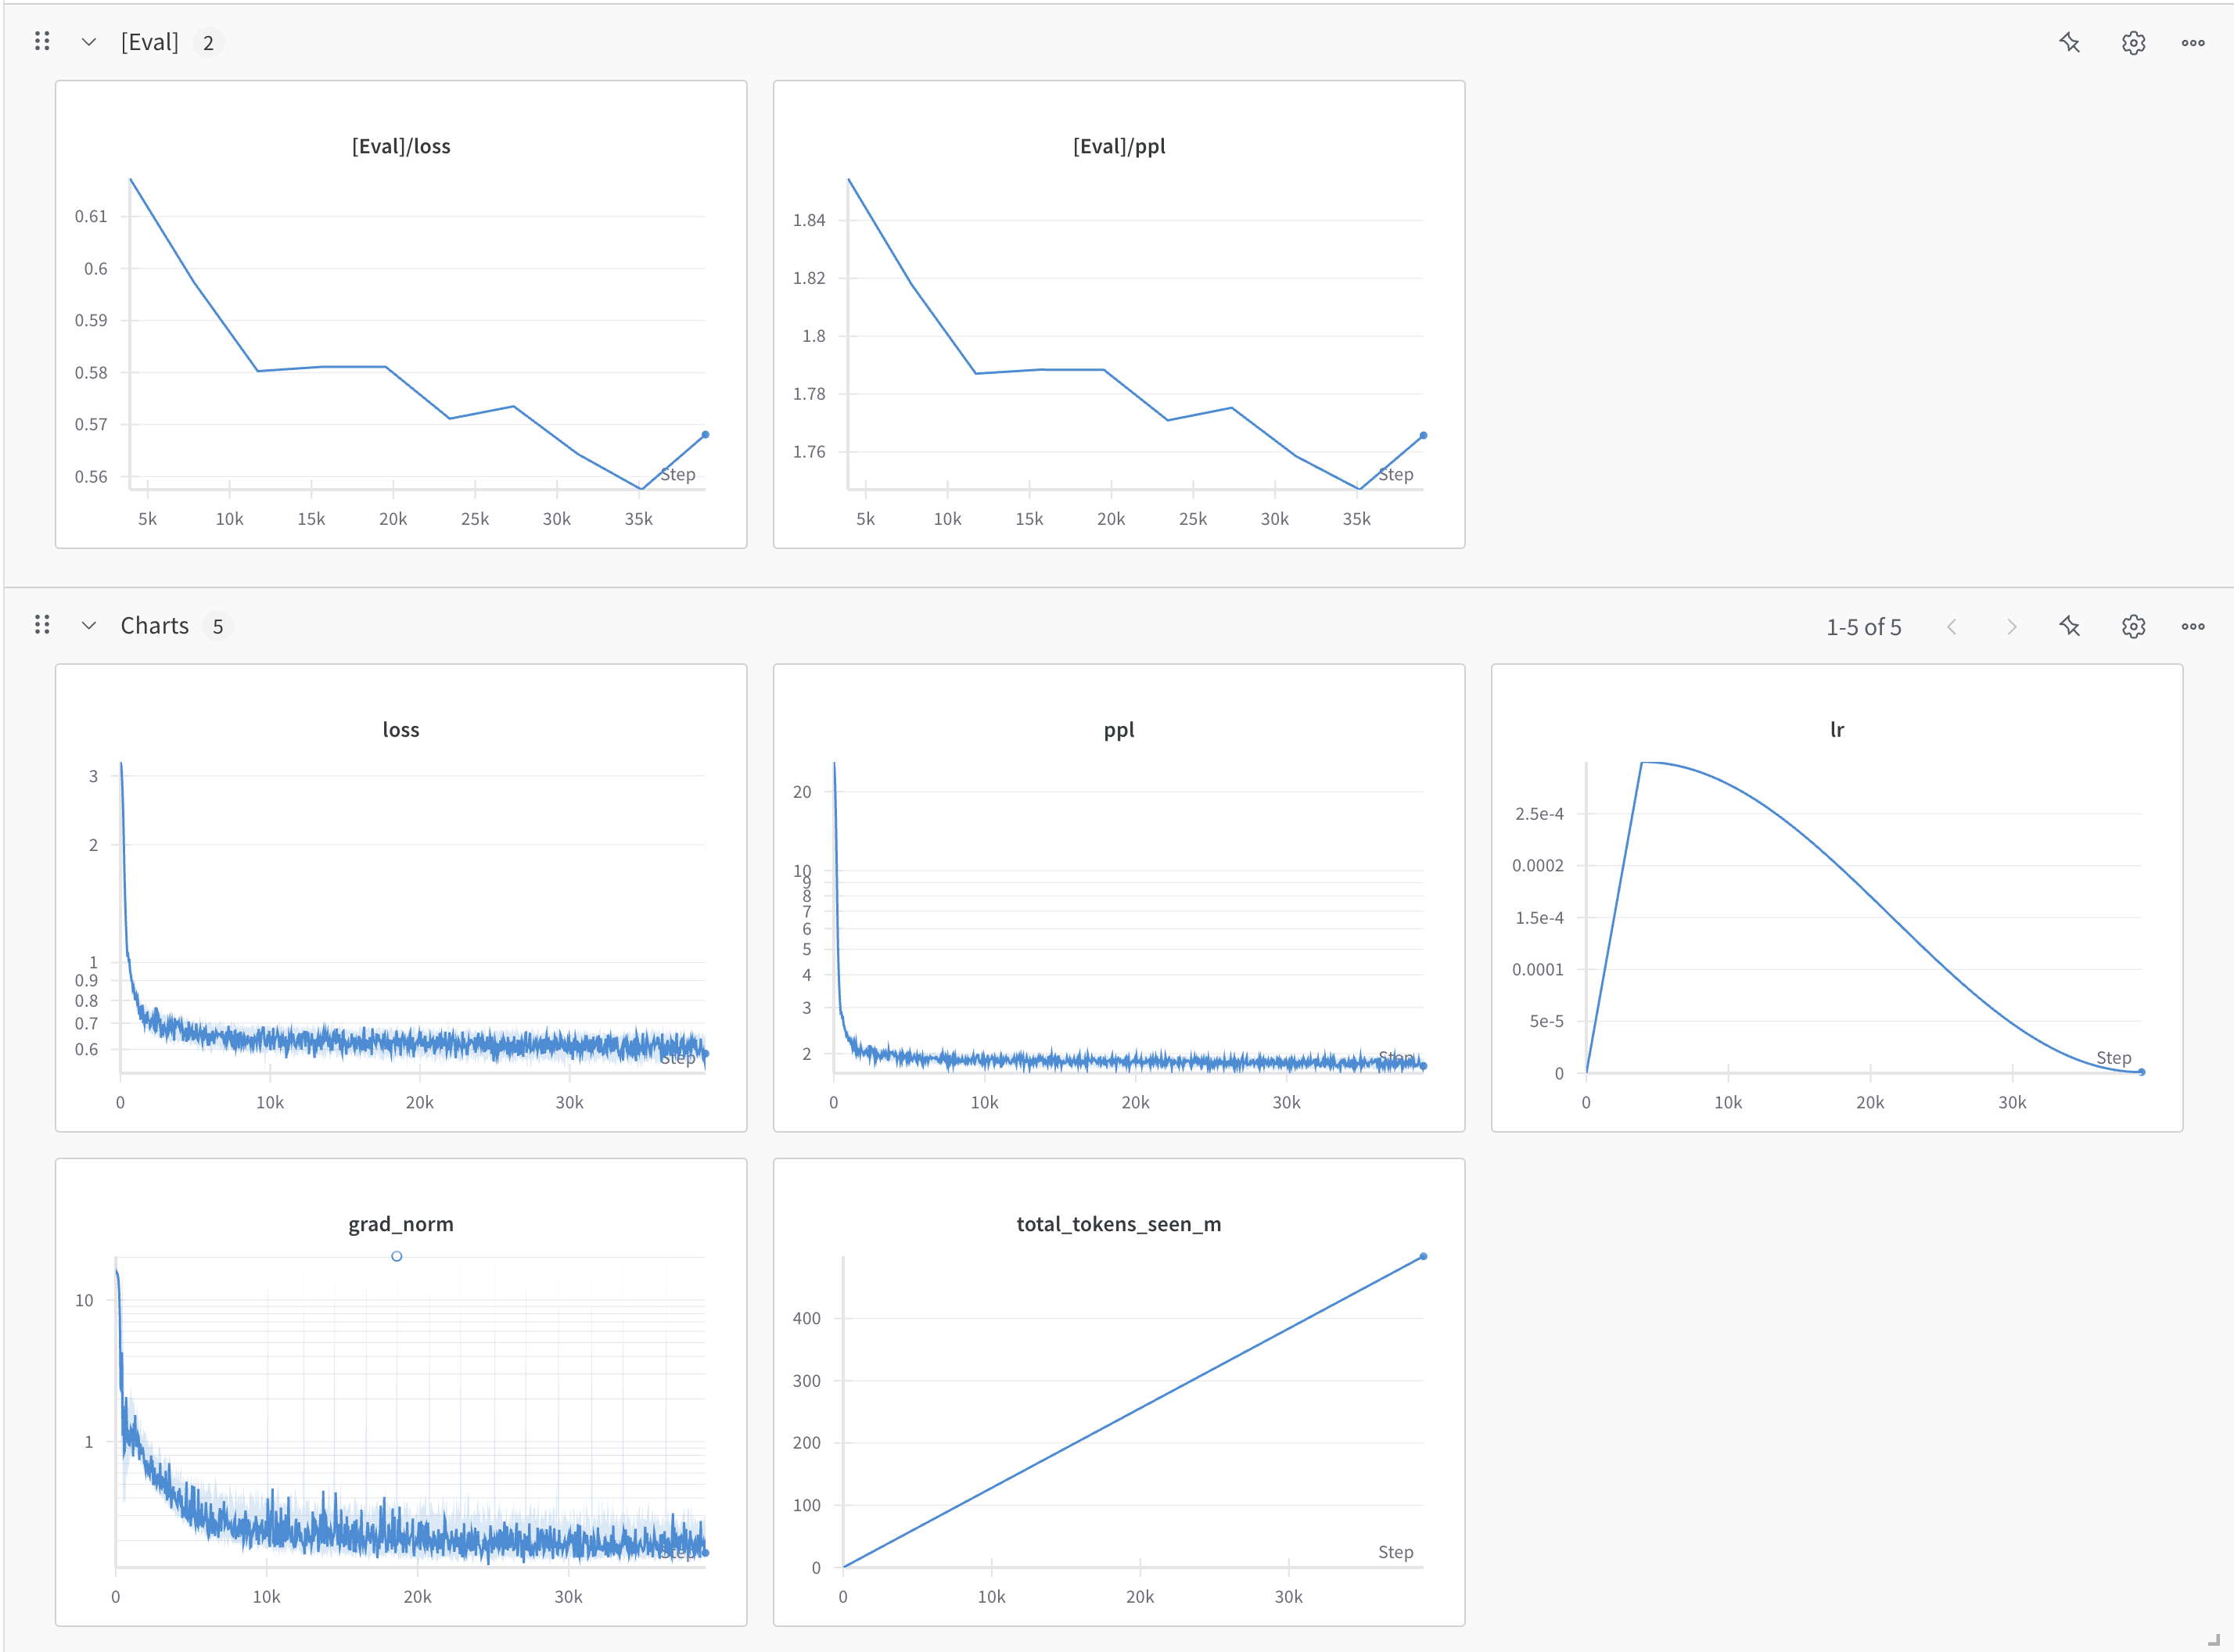 [Eval] 2
[Eval]/loss
0.61
0.6
0.59
0.58
0.57
0.56
Step
5k 10k 15k 20k 25k 30k 35k
[Eval]/ppl
1.84
1.82
1.8
1.78
1.76
Step
5k 10k 15k 20k 25k 30k 35k
Charts 5
1-5 of 5
loss
3
2
1
0.9
0.8
0.7
0.6
Step
0 10k 20k 30k
ppl
20
10
9
8
7
6
5
4
3
2
Step
0 10k 20k 30k
lr
2.5e-4
0.0002
1.5e-4
0.0001
5e-5
0
Step
0 10k 20k 30k
grad_norm
10
1
Step
0 10k 20k 30k
total_tokens_seen_m
400
300
200
100
0
Step
0 10k 20k 30k